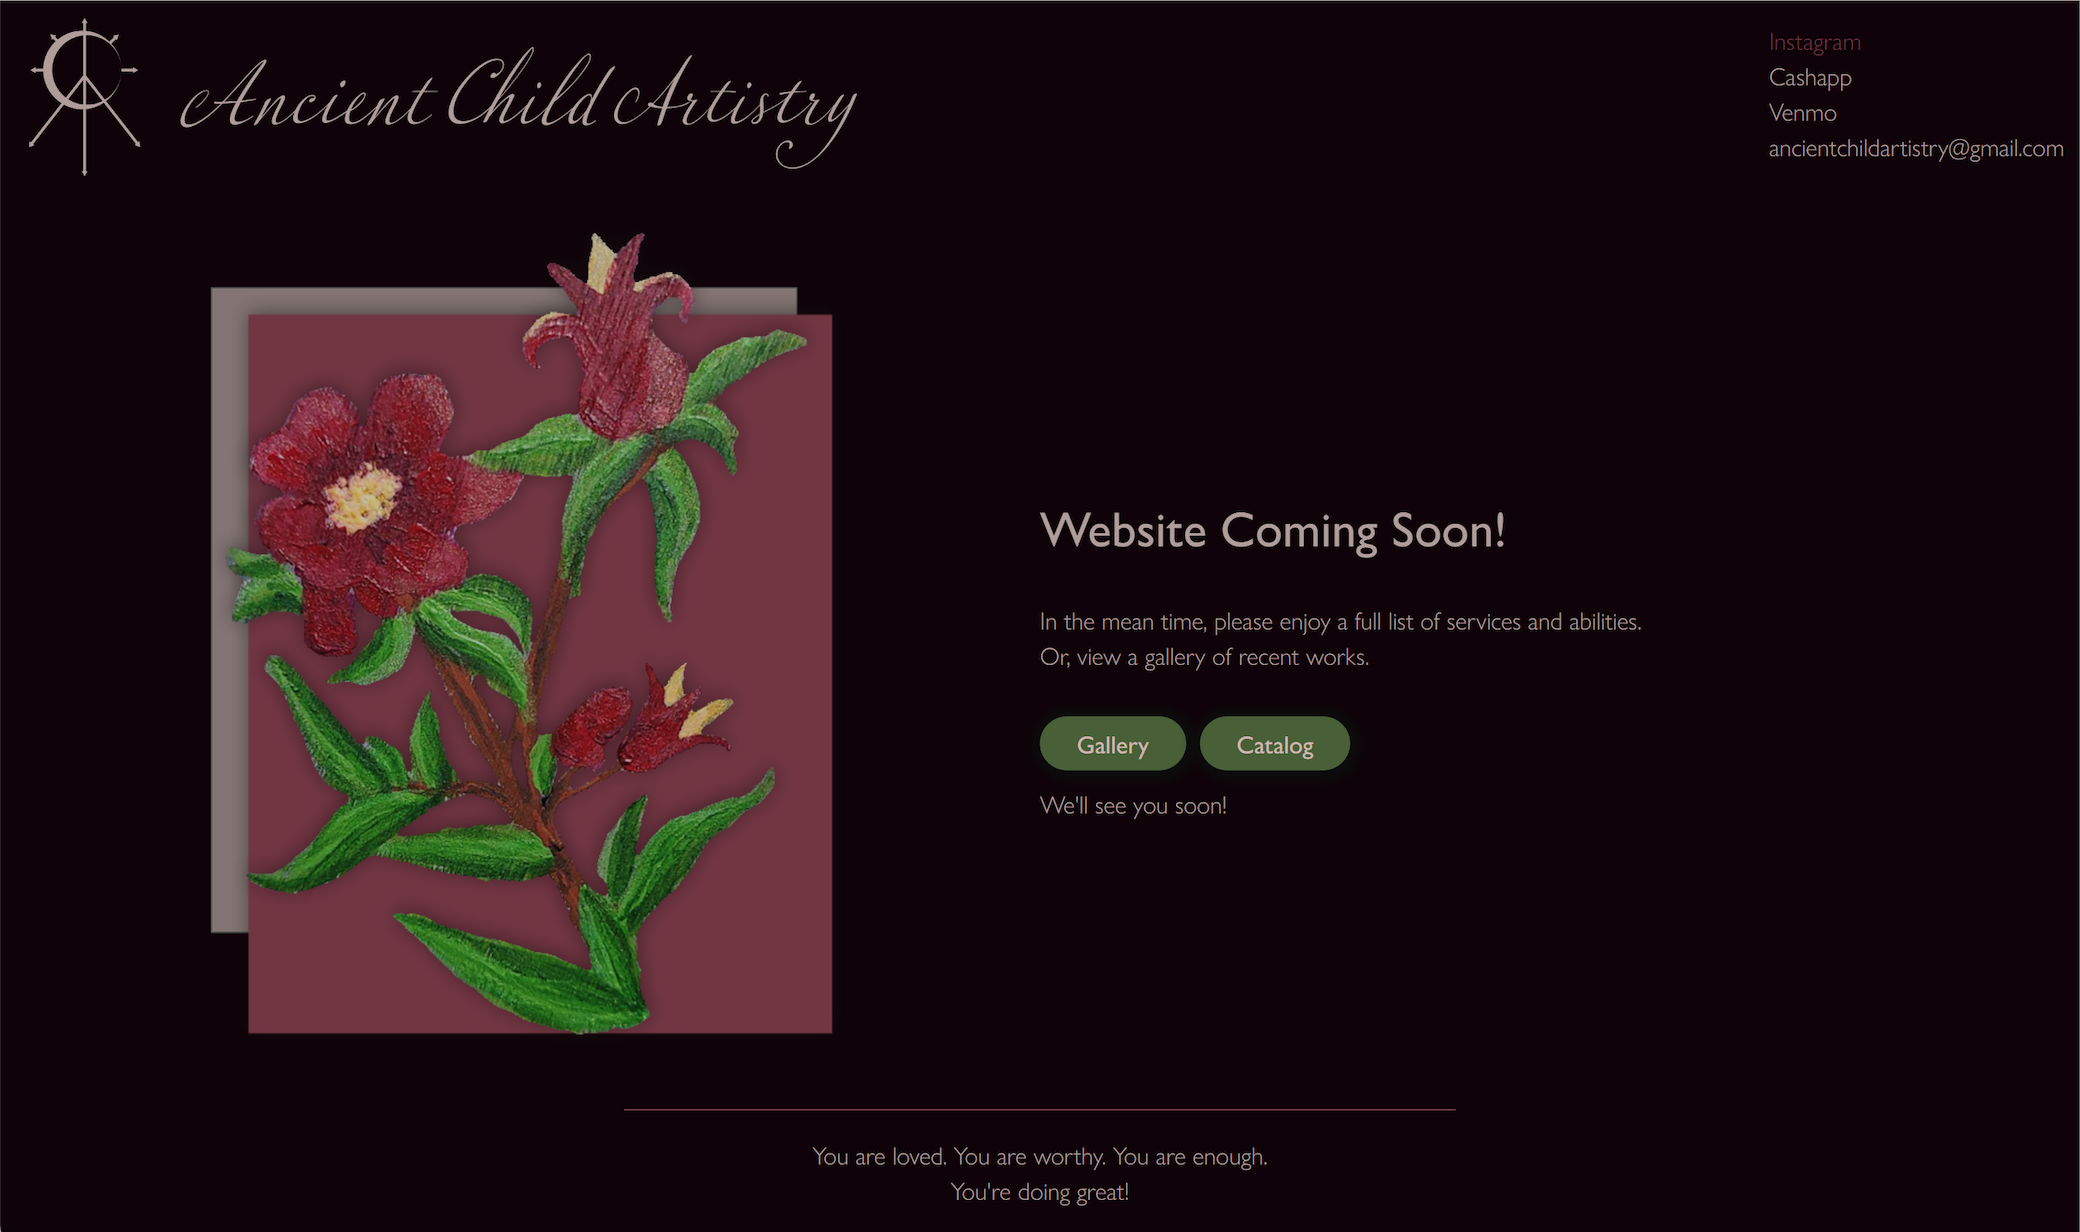 Ancient Child Artistry
Instagram
Cashapp
Venmo
ancientchildartistry@gmail.com
Website Coming Soon!
In the mean time, please enjoy a full list of services and abilities.
Or, view a gallery of recent works.
Gallery
Catalog
We'll see you soon!
You are loved. You are worthy. You are enough.
You're doing great!